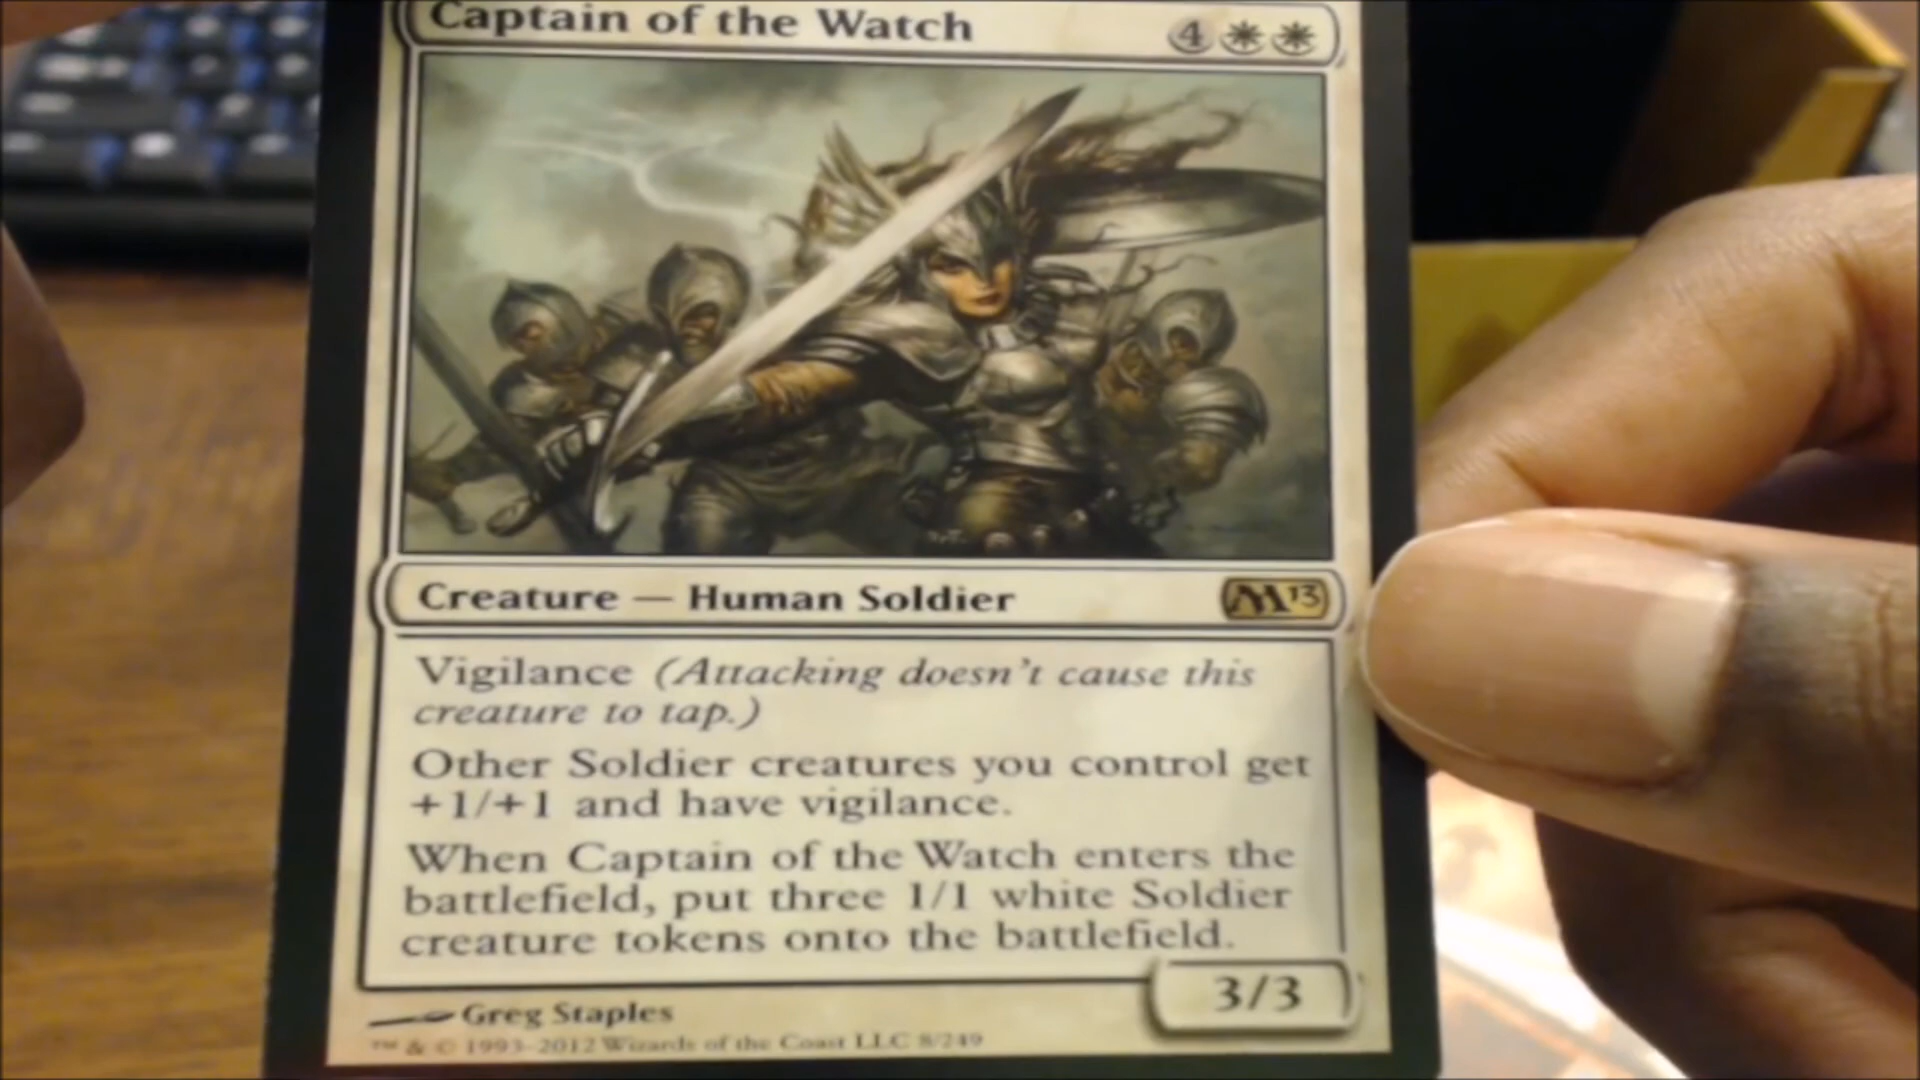 Captain of the Watch 4
Creature — Human Soldier M13
Vigilance (Attacking doesn't cause this
creature to tap.)
Other Soldier creatures you control get
+1/+1 and have vigilance.
When Captain of the Watch enters the
battlefield, put three 1/1 white Soldier
creature tokens onto the battlefield.
3/3
Greg Staples
™ & © 1993–2012 Wizards of the Coast LLC 8/249